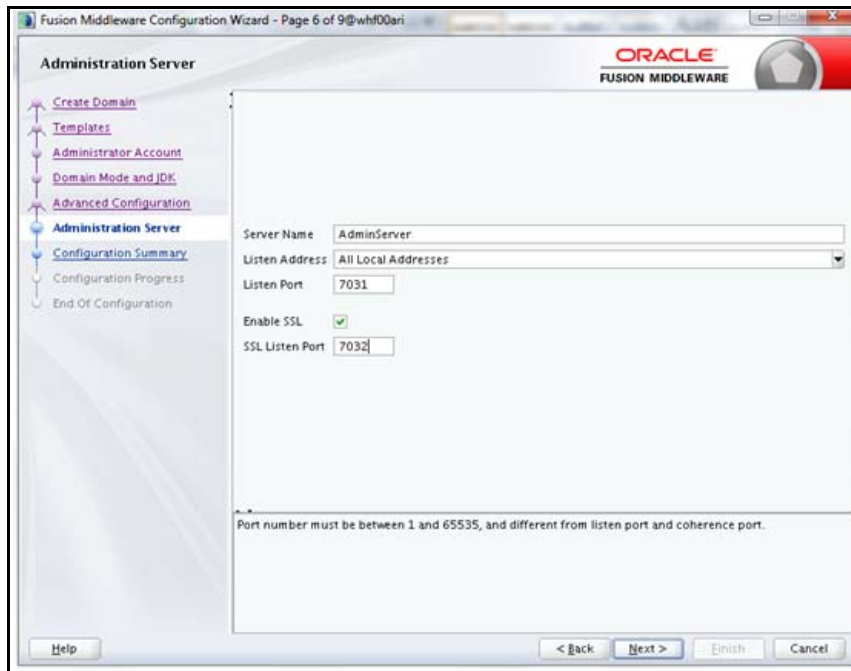 Fusion Middleware Configuration Wizard - Page 6 of 9@whf00ari
Administration Server
ORACLE
FUSION MIDDLEWARE
Create Domain
Templates
Administrator Account
Domain Mode and JDK
Advanced Configuration
Administration Server
Configuration Summary
Configuration Progress
End Of Configuration
Server Name AdminServer
Listen Address All Local Addresses
Listen Port 7031
Enable SSL
SSL Listen Port 7032
Port number must be between 1 and 65535, and different from listen port and coherence port.
Help
< Back Next > Finish Cancel